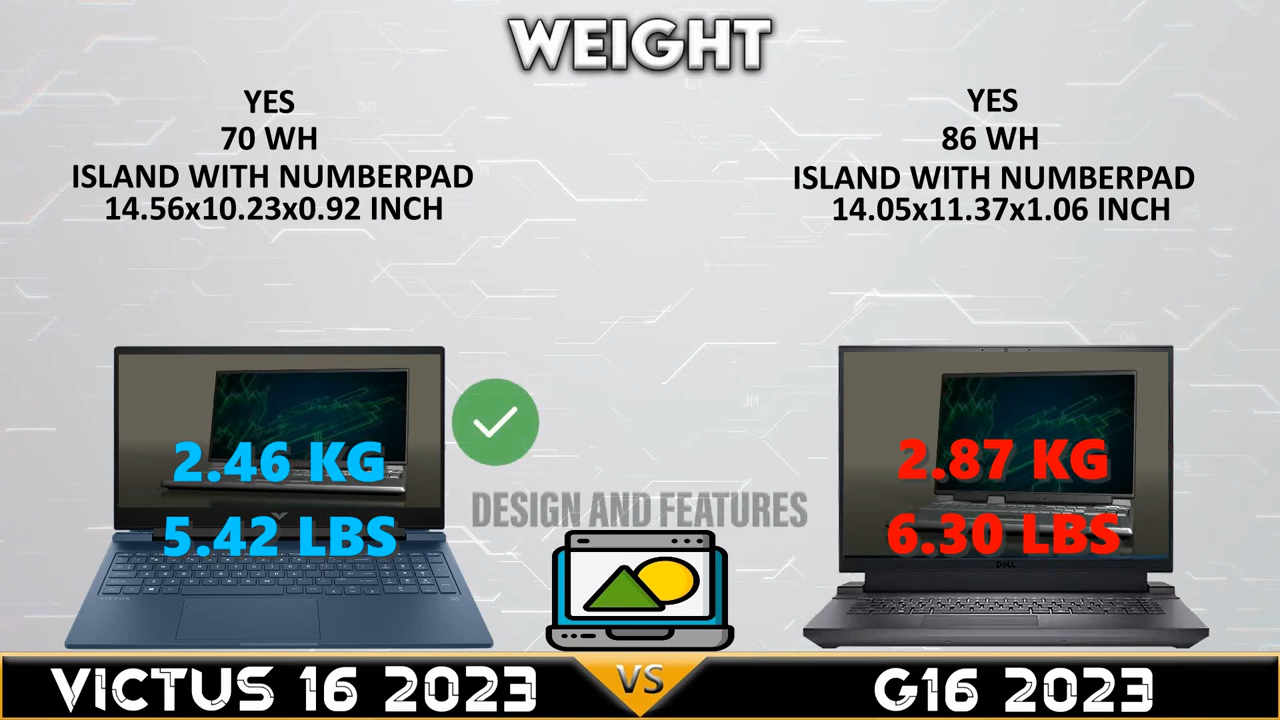 WEIGHT
YES
70 WH
ISLAND WITH NUMBERPAD
14.56x10.23x0.92 INCH
YES
86 WH
ISLAND WITH NUMBERPAD
14.05x11.37x1.06 INCH
2.46 KG
5.42 LBS
2.87 KG
6.30 LBS
DESIGN AND FEATURES
VICTUS
DELL
VICTUS 16 2023
VS
G16 2023